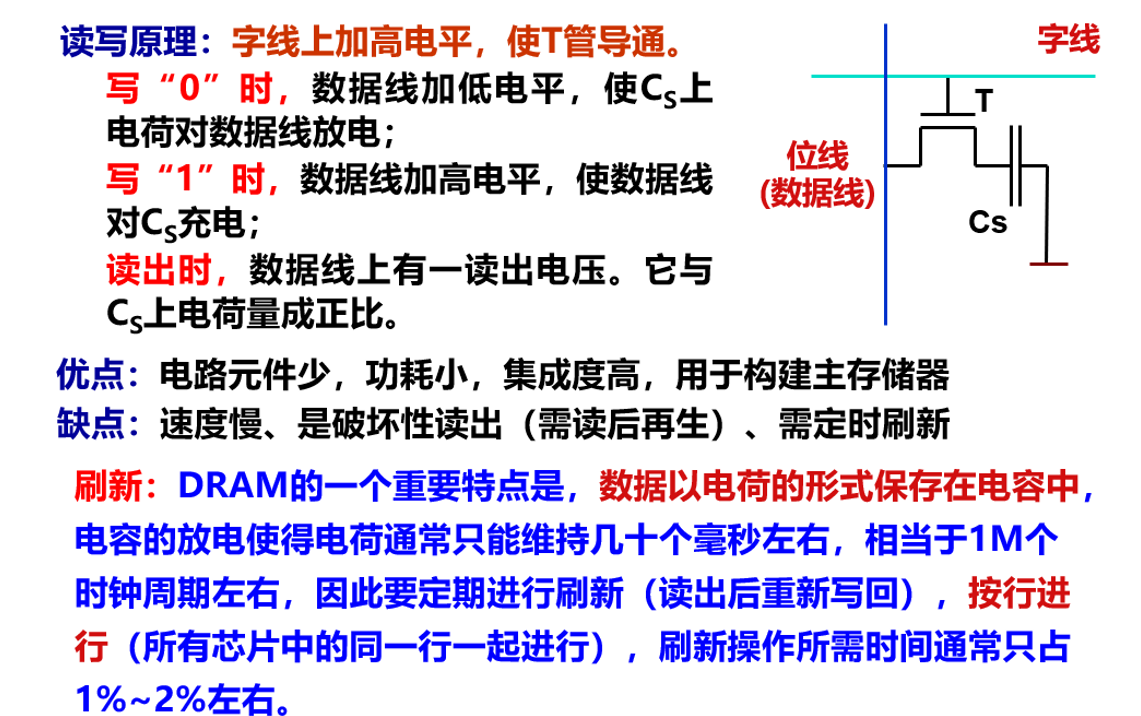 读写原理：字线上加高电平，使T管导通。
写“0”时，数据线加低电平，使CS上
电荷对数据线放电；
写“1”时，数据线加高电平，使数据线
对CS充电；
读出时，数据线上有一读出电压。它与
CS上电荷量成正比。
字线
T
位线
(数据线)
Cs
优点：电路元件少，功耗小，集成度高，用于构建主存储器
缺点：速度慢、是破坏性读出（需读后再生）、需定时刷新
刷新：DRAM的一个重要特点是，数据以电荷的形式保存在电容中，
电容的放电使得电荷通常只能维持几十个毫秒左右，相当于1M个
时钟周期左右，因此要定期进行刷新（读出后重新写回），按行进
行（所有芯片中的同一行一起进行），刷新操作所需时间通常只占
1%~2%左右。